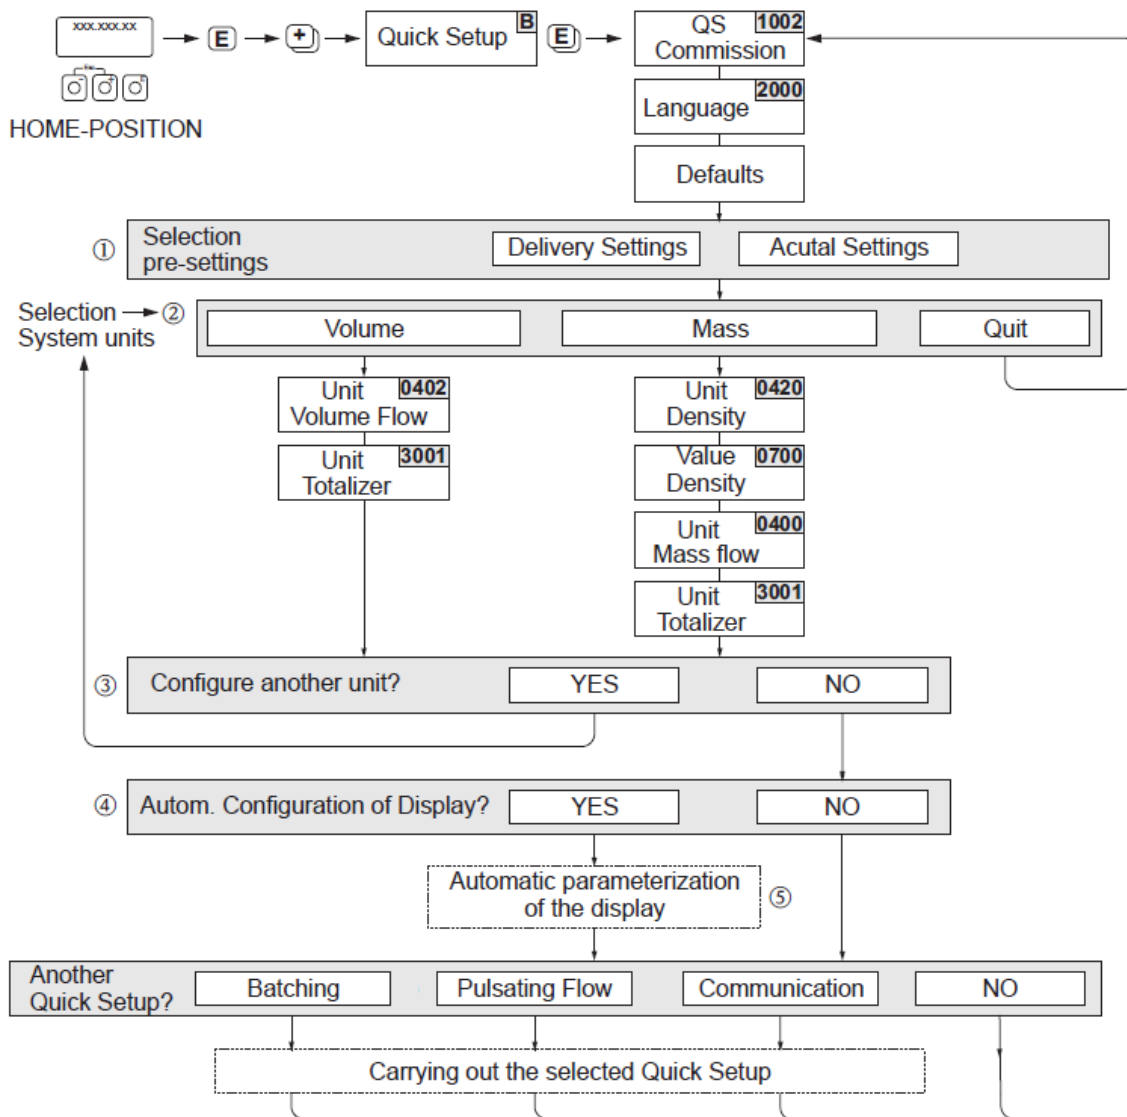 xxx.xxx.xx
Esc
- + E
HOME-POSITION
E
+
Quick Setup B
E
QS 1002
Commission
Language 2000
Defaults
① Selection
pre-settings
Delivery Settings
Acutal Settings
Selection → ②
System units
Volume
Mass
Quit
Unit 0402
Volume Flow
Unit 3001
Totalizer
Unit 0420
Density
Value 0700
Density
Unit 0400
Mass flow
Unit 3001
Totalizer
③ Configure another unit?
YES
NO
④ Autom. Configuration of Display?
YES
NO
Automatic parameterization
of the display
⑤
Another
Quick Setup?
Batching
Pulsating Flow
Communication
NO
Carrying out the selected Quick Setup